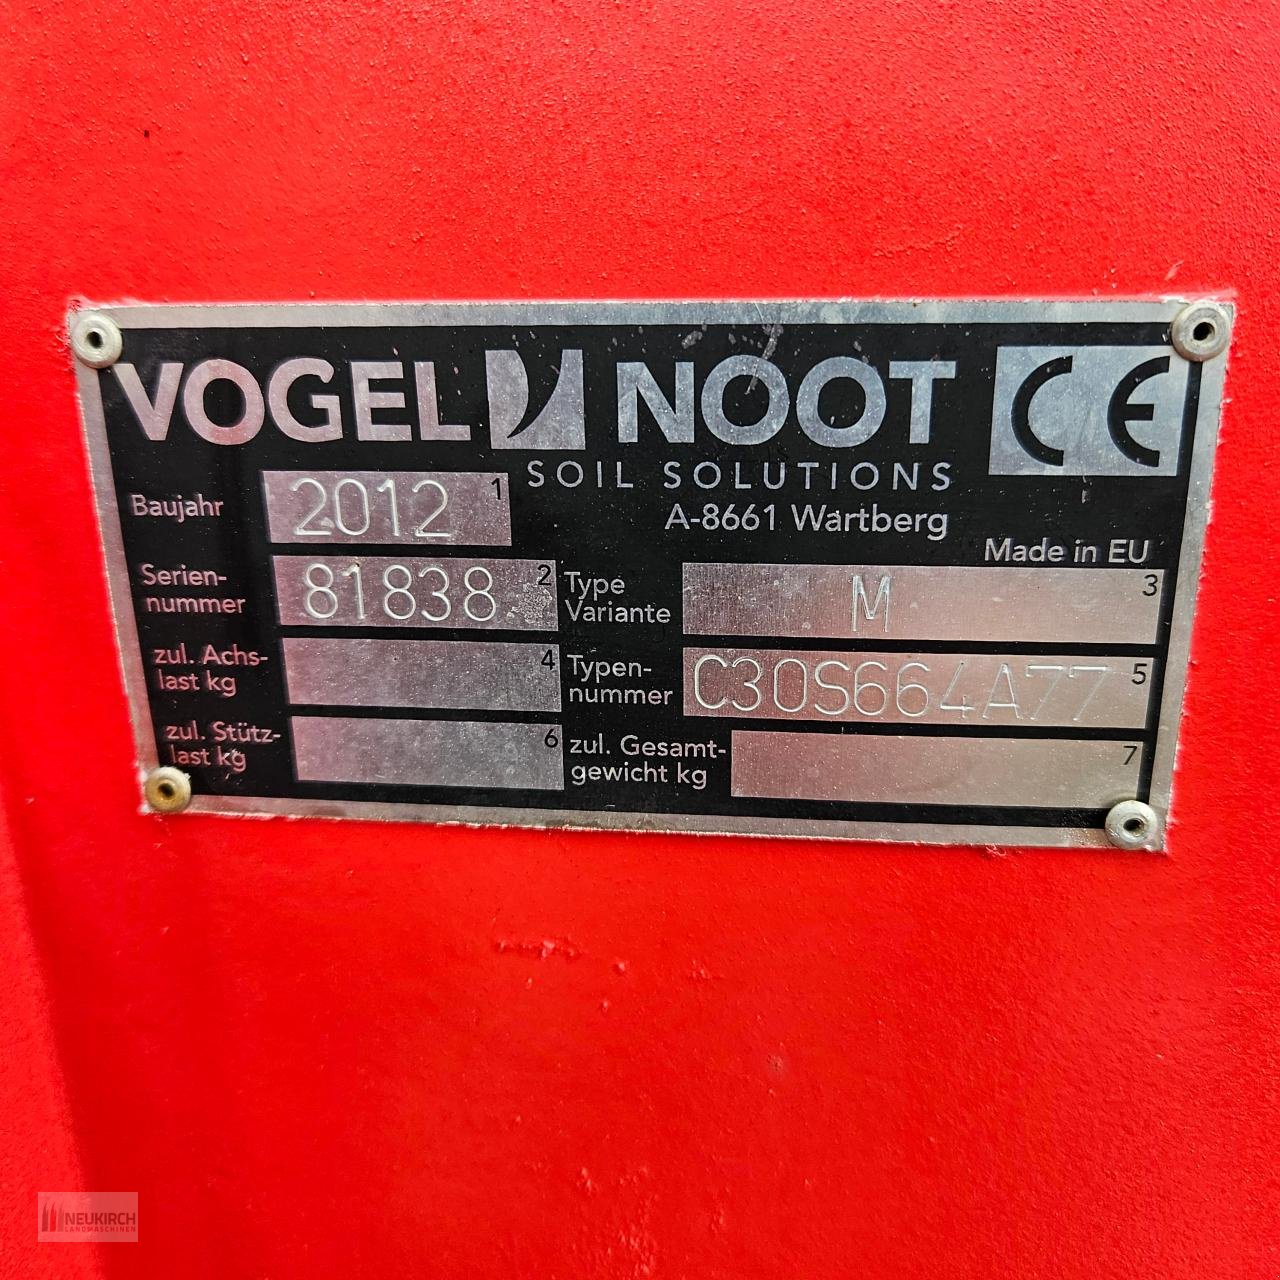 VOGEL NOOT CE
SOIL SOLUTIONS
A-8661 Wartberg
Made in EU
Baujahr 2012 1
Serien-
nummer 81838 2
Type
Variante M 3
zul. Achs-
last kg 4
Typen-
nummer C30S664A77 5
zul. Stütz-
last kg 6
zul. Gesamt-
gewicht kg 7
NEUKIRCH
LANDMASCHINEN